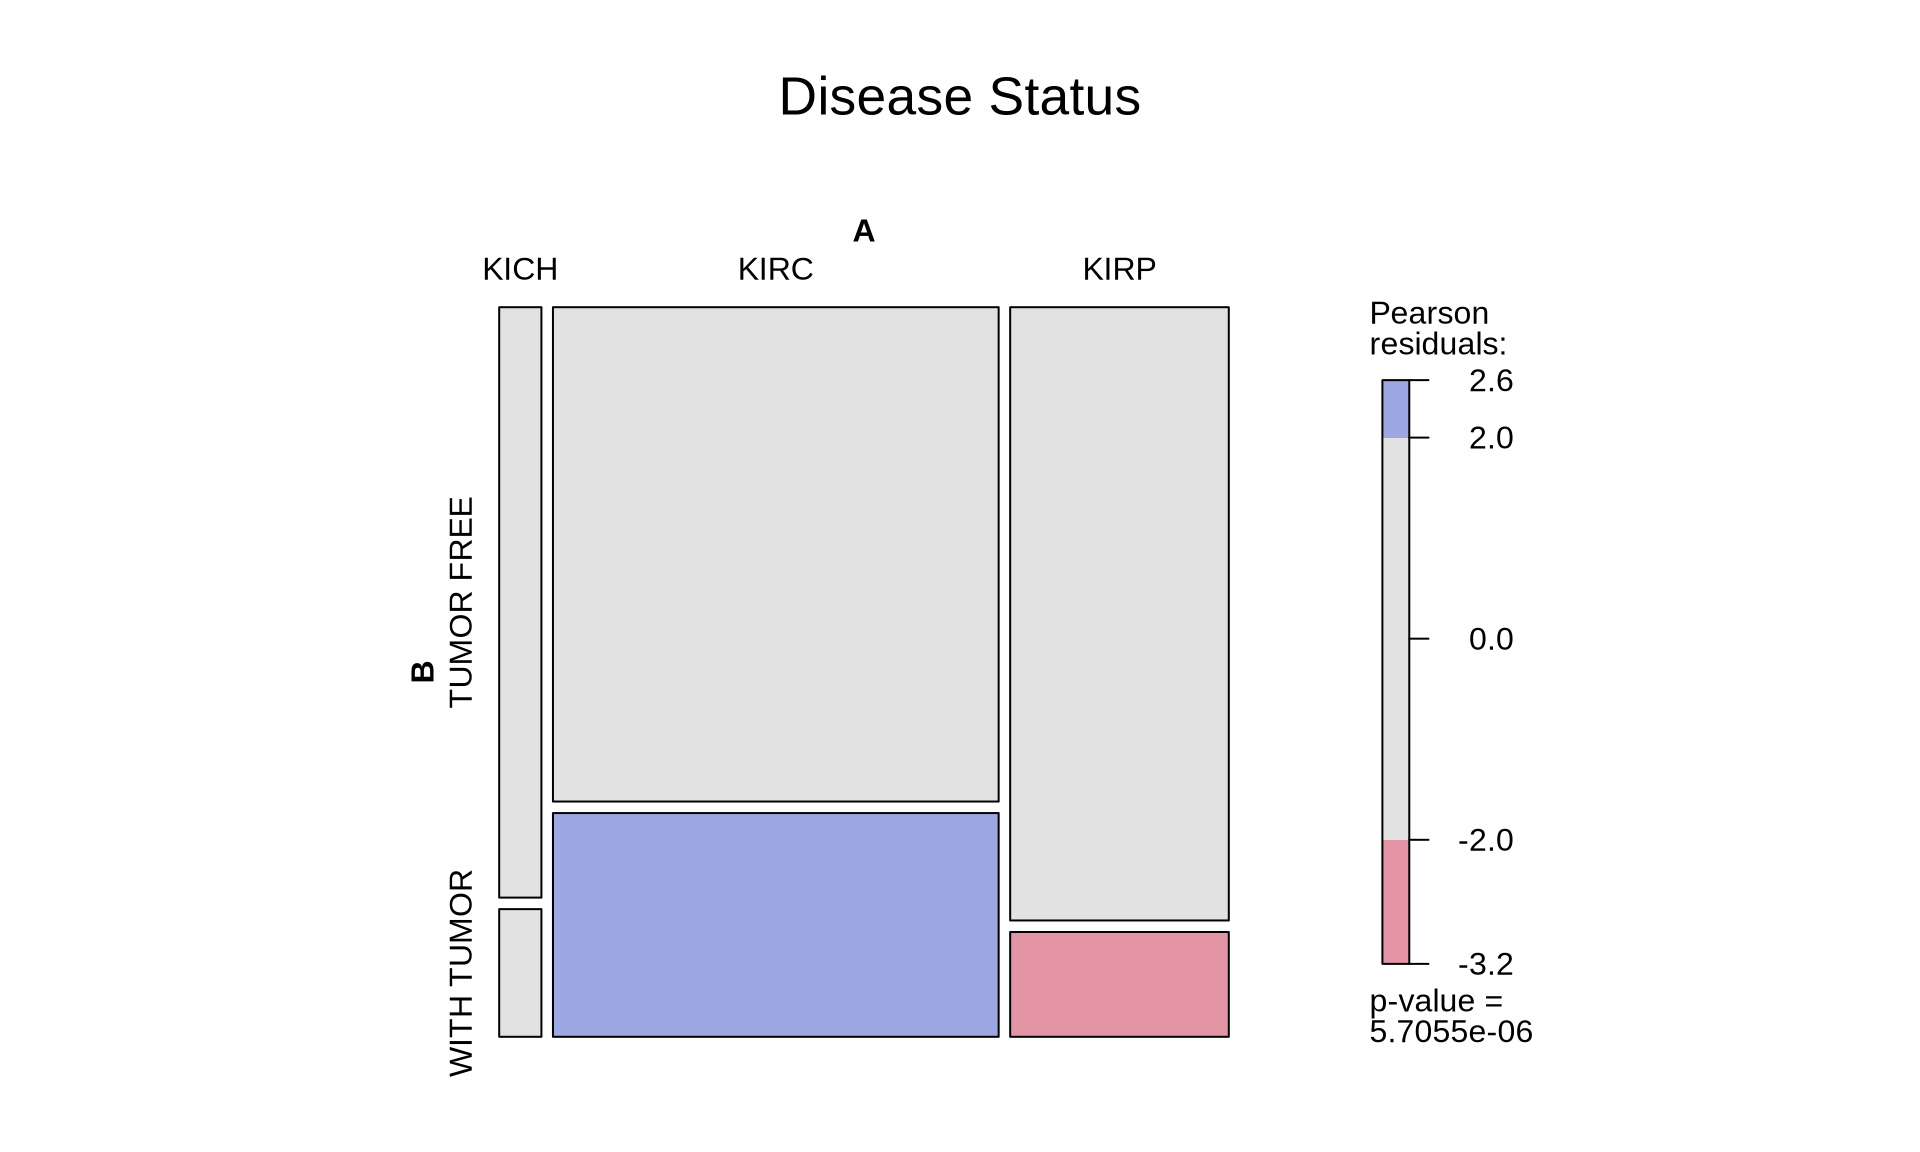 Disease Status
A
KICH KIRC KIRP
B
TUMOR FREE
WITH TUMOR
Pearson
residuals:
2.6
2.0
0.0
-2.0
-3.2
p-value =
5.7055e-06